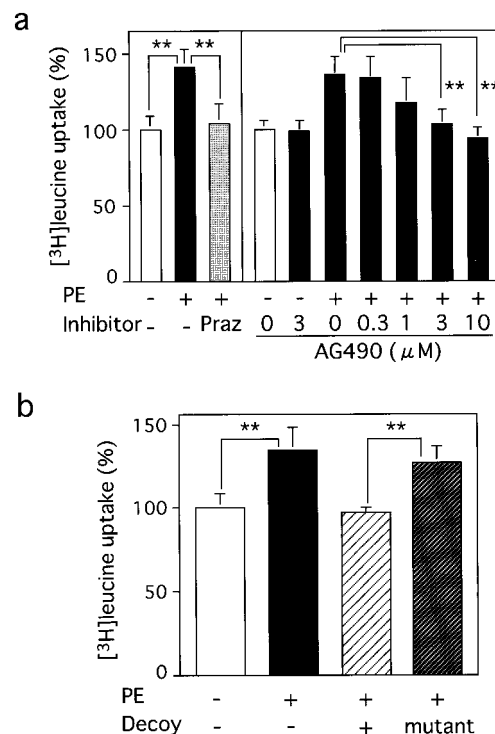 a
[³H]leucine uptake (%)
150
100
50
0
** **
**
**
PE - + + - - + + + + +
Inhibitor - - Praz 0 3 0 0.3 1 3 10
AG490 (μM)
b
[³H]leucine uptake (%)
150
100
50
0
** **
PE - + + +
Decoy - - + mutant